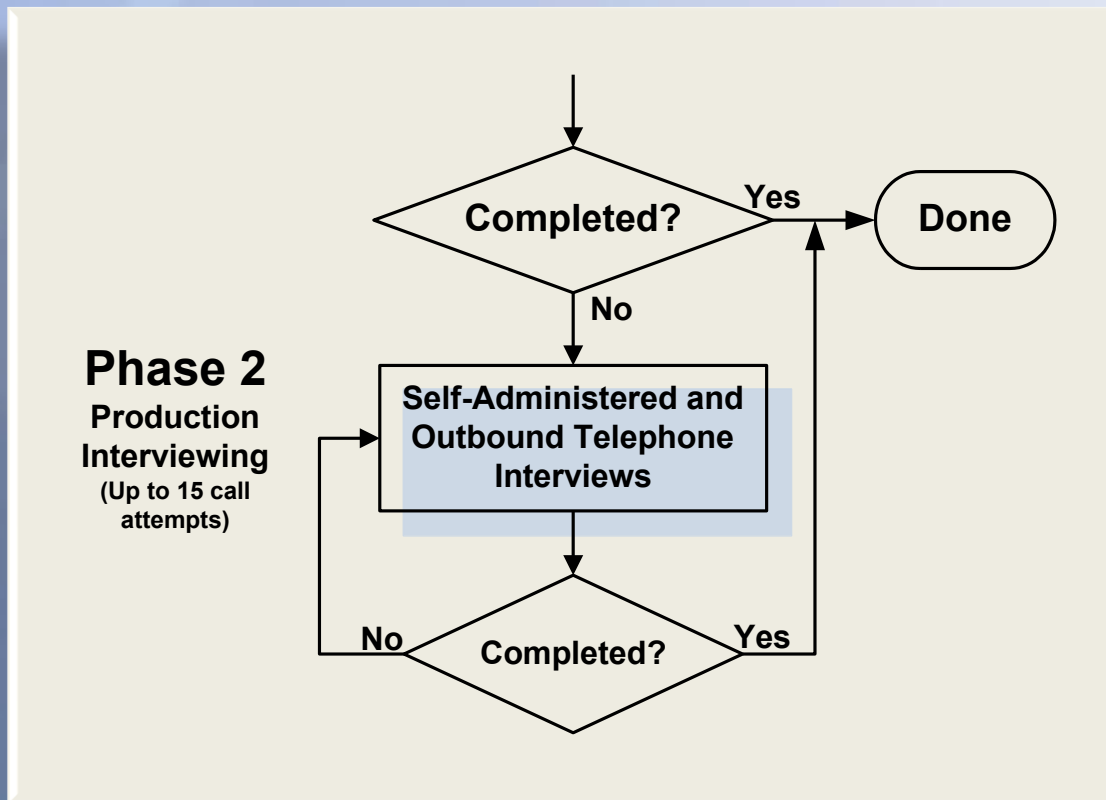 Completed?
Yes
Done
No
Phase 2
Production
Interviewing
(Up to 15 call
attempts)
Self-Administered and
Outbound Telephone
Interviews
No
Completed?
Yes